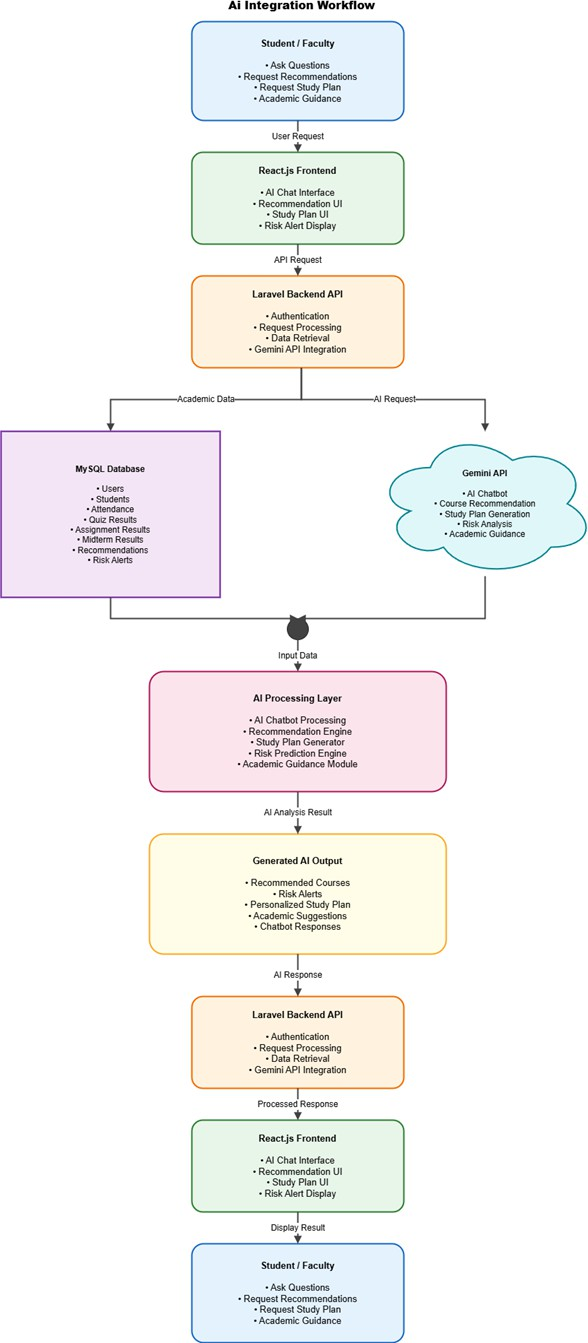 Ai Integration Workflow
Student / Faculty
• Ask Questions
• Request Recommendations
• Request Study Plan
• Academic Guidance
User Request
React.js Frontend
• AI Chat Interface
• Recommendation UI
• Study Plan UI
• Risk Alert Display
API Request
Laravel Backend API
• Authentication
• Request Processing
• Data Retrieval
• Gemini API Integration
Academic Data
AI Request
MySQL Database
• Users
• Students
• Attendance
• Quiz Results
• Assignment Results
• Midterm Results
• Recommendations
• Risk Alerts
Gemini API
• AI Chatbot
• Course Recommendation
• Study Plan Generation
• Risk Analysis
• Academic Guidance
Input Data
AI Processing Layer
• AI Chatbot Processing
• Recommendation Engine
• Study Plan Generator
• Risk Prediction Engine
• Academic Guidance Module
AI Analysis Result
Generated AI Output
• Recommended Courses
• Risk Alerts
• Personalized Study Plan
• Academic Suggestions
• Chatbot Responses
AI Response
Laravel Backend API
• Authentication
• Request Processing
• Data Retrieval
• Gemini API Integration
Processed Response
React.js Frontend
• AI Chat Interface
• Recommendation UI
• Study Plan UI
• Risk Alert Display
Display Result
Student / Faculty
• Ask Questions
• Request Recommendations
• Request Study Plan
• Academic Guidance